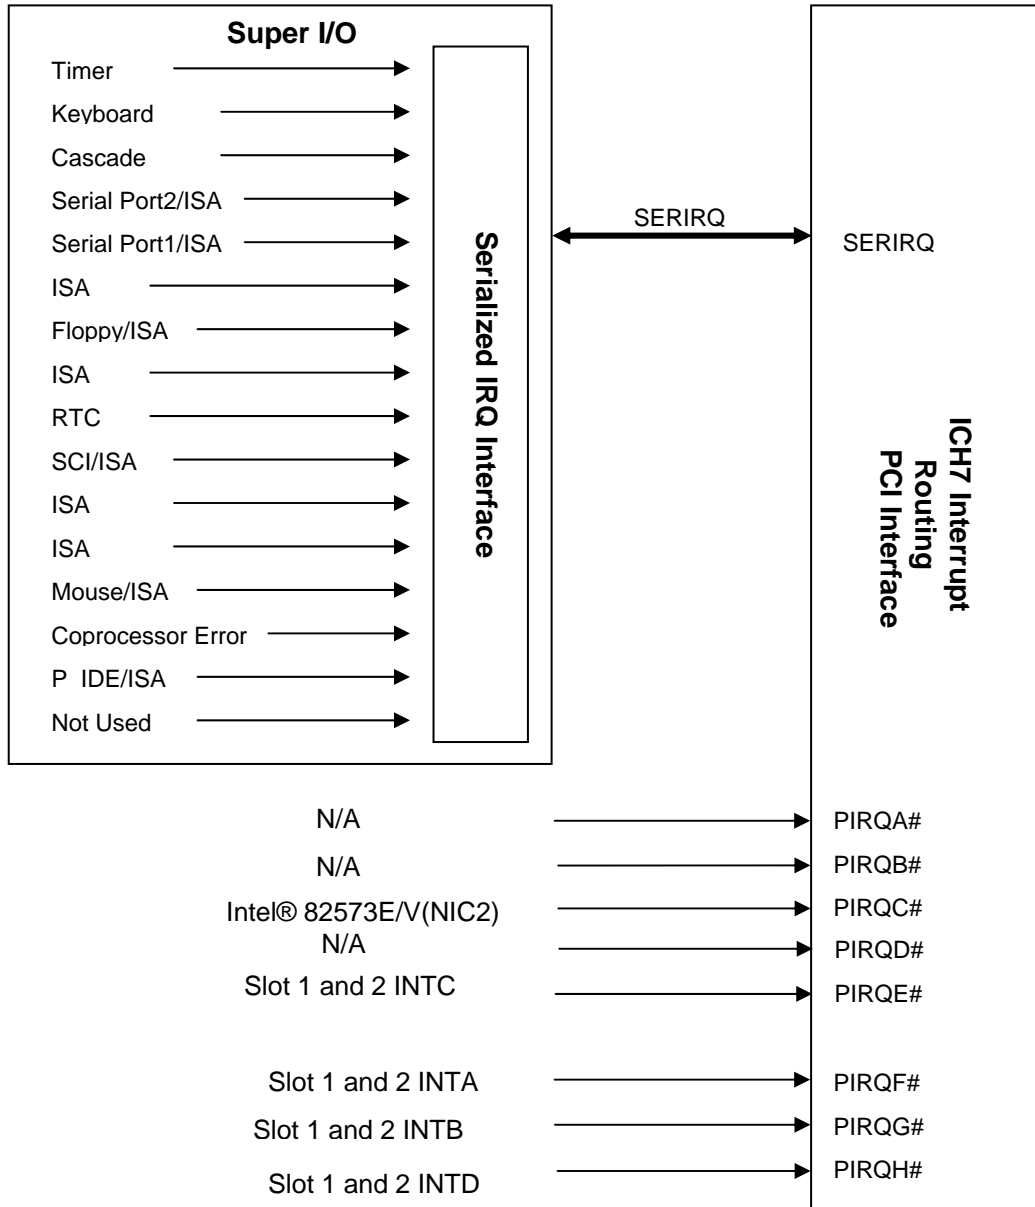 Super I/O
Timer
Keyboard
Cascade
Serial Port2/ISA
Serial Port1/ISA
ISA
Floppy/ISA
ISA
RTC
SCI/ISA
ISA
ISA
Mouse/ISA
Coprocessor Error
P IDE/ISA
Not Used
Serialized IRQ Interface
SERIRQ
SERIRQ
ICH7 Interrupt
Routing
PCI Interface
N/A
PIRQA#
N/A
PIRQB#
Intel® 82573E/V(NIC2)
PIRQC#
N/A
PIRQD#
Slot 1 and 2 INTC
PIRQE#
Slot 1 and 2 INTA
PIRQF#
Slot 1 and 2 INTB
PIRQG#
Slot 1 and 2 INTD
PIRQH#